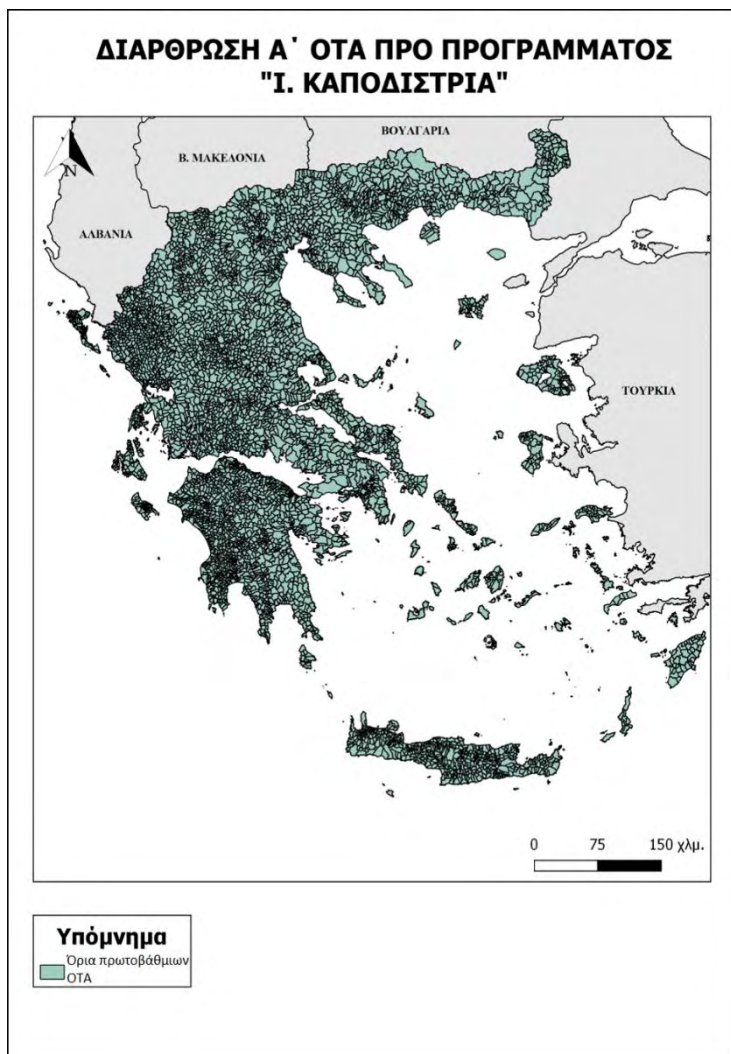 ΔΙΑΡΘΡΩΣΗ Α΄ ΟΤΑ ΠΡΟ ΠΡΟΓΡΑΜΜΑΤΟΣ
"Ι. ΚΑΠΟΔΙΣΤΡΙΑ"
ΒΟΥΛΓΑΡΙΑ
Β. ΜΑΚΕΔΟΝΙΑ
N
ΑΛΒΑΝΙΑ
ΤΟΥΡΚΙΑ
0 75 150 χλμ.
Υπόμνημα
Όρια πρωτοβάθμιων
ΟΤΑ